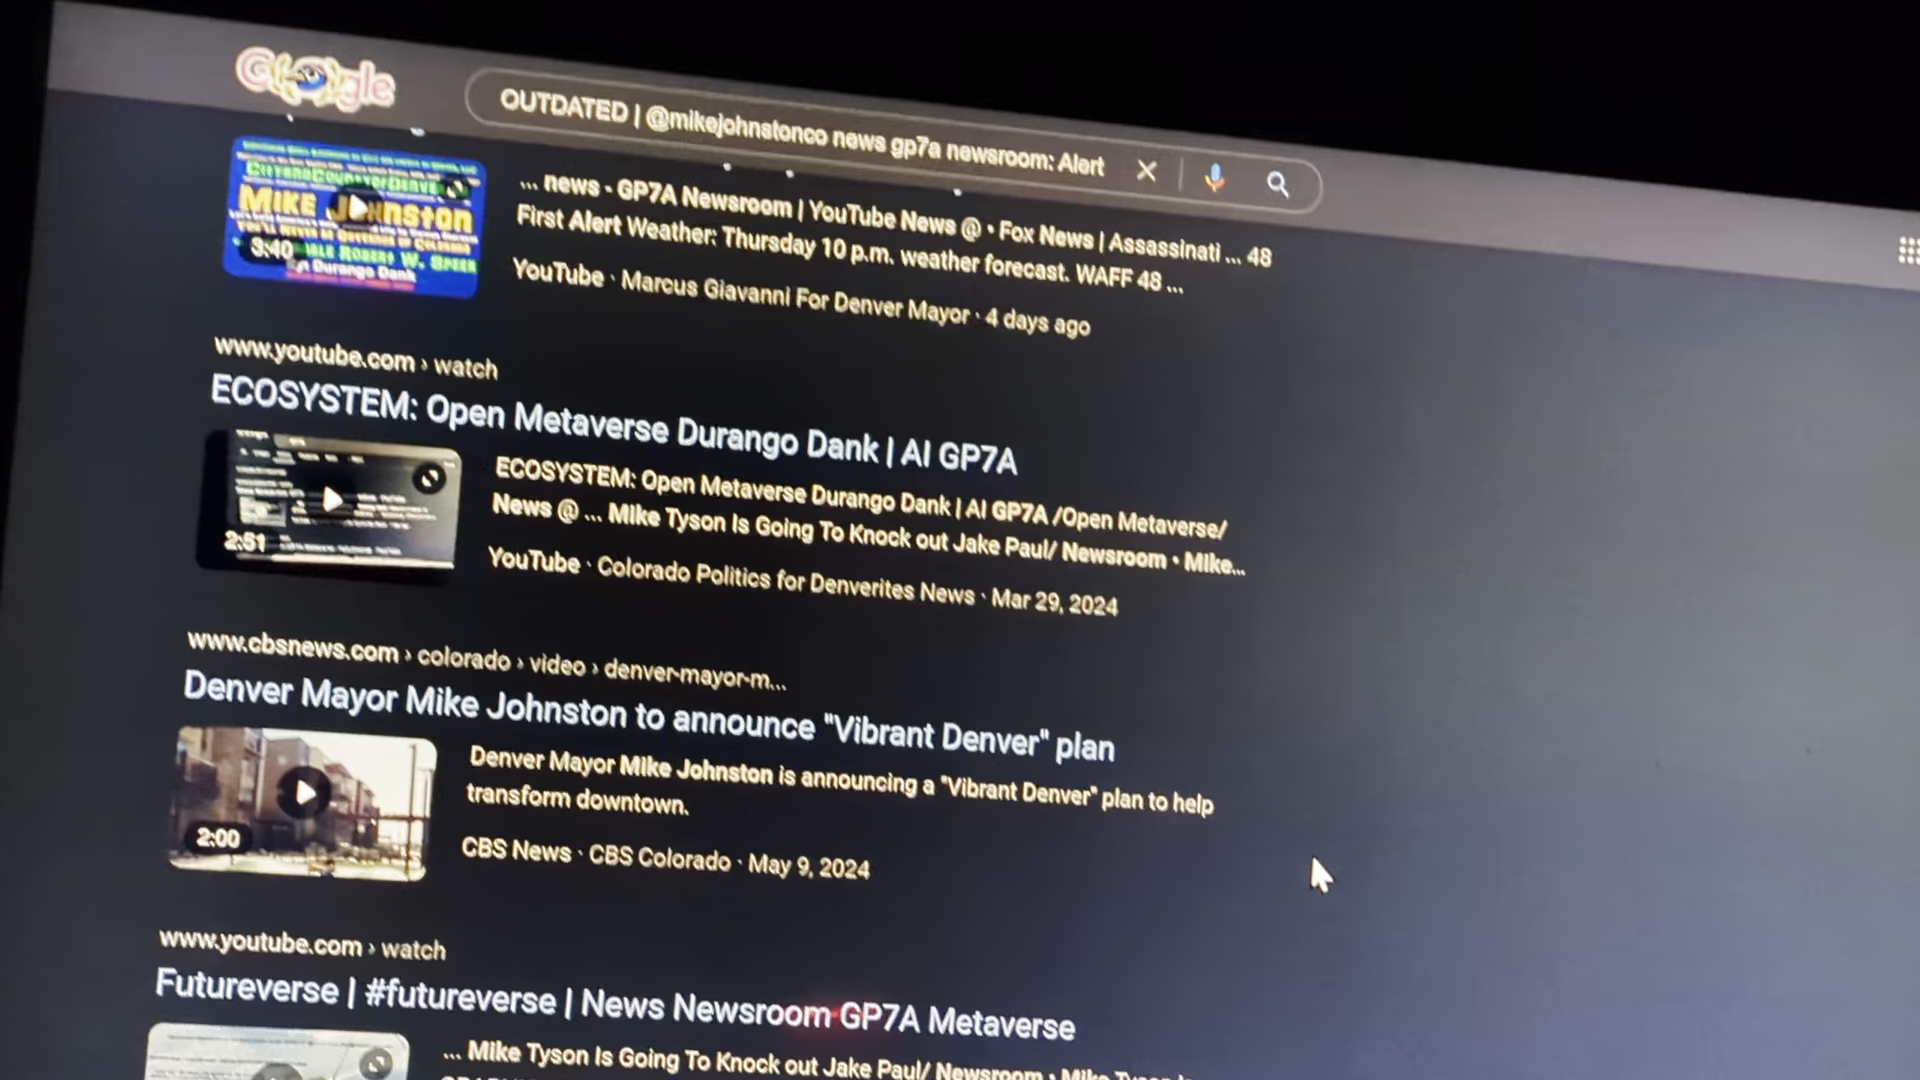 Google
OUTDATED | @mikejohnstonco news gp7a newsroom: Alert
CITYANDCOUNTYOFDENVER
MIKE JOHNSTON
3:40
ROBERT W. SPEER
Durango Dank
... news - GP7A Newsroom | YouTube News @ • Fox News | Assassinati ... 48
First Alert Weather: Thursday 10 p.m. weather forecast. WAFF 48 ...
YouTube · Marcus Giavanni For Denver Mayor · 4 days ago
www.youtube.com › watch
ECOSYSTEM: Open Metaverse Durango Dank | AI GP7A
2:51
ECOSYSTEM: Open Metaverse Durango Dank | AI GP7A /Open Metaverse/
News @ ... Mike Tyson Is Going To Knock out Jake Paul/ Newsroom • Mike...
YouTube · Colorado Politics for Denverites News · Mar 29, 2024
www.cbsnews.com › colorado › video › denver-mayor-m...
Denver Mayor Mike Johnston to announce "Vibrant Denver" plan
2:00
Denver Mayor Mike Johnston is announcing a "Vibrant Denver" plan to help
transform downtown.
CBS News · CBS Colorado · May 9, 2024
www.youtube.com › watch
Futureverse | #futureverse | News Newsroom GP7A Metaverse
... Mike Tyson Is Going To Knock out Jake Paul/ Newsroom • Mike